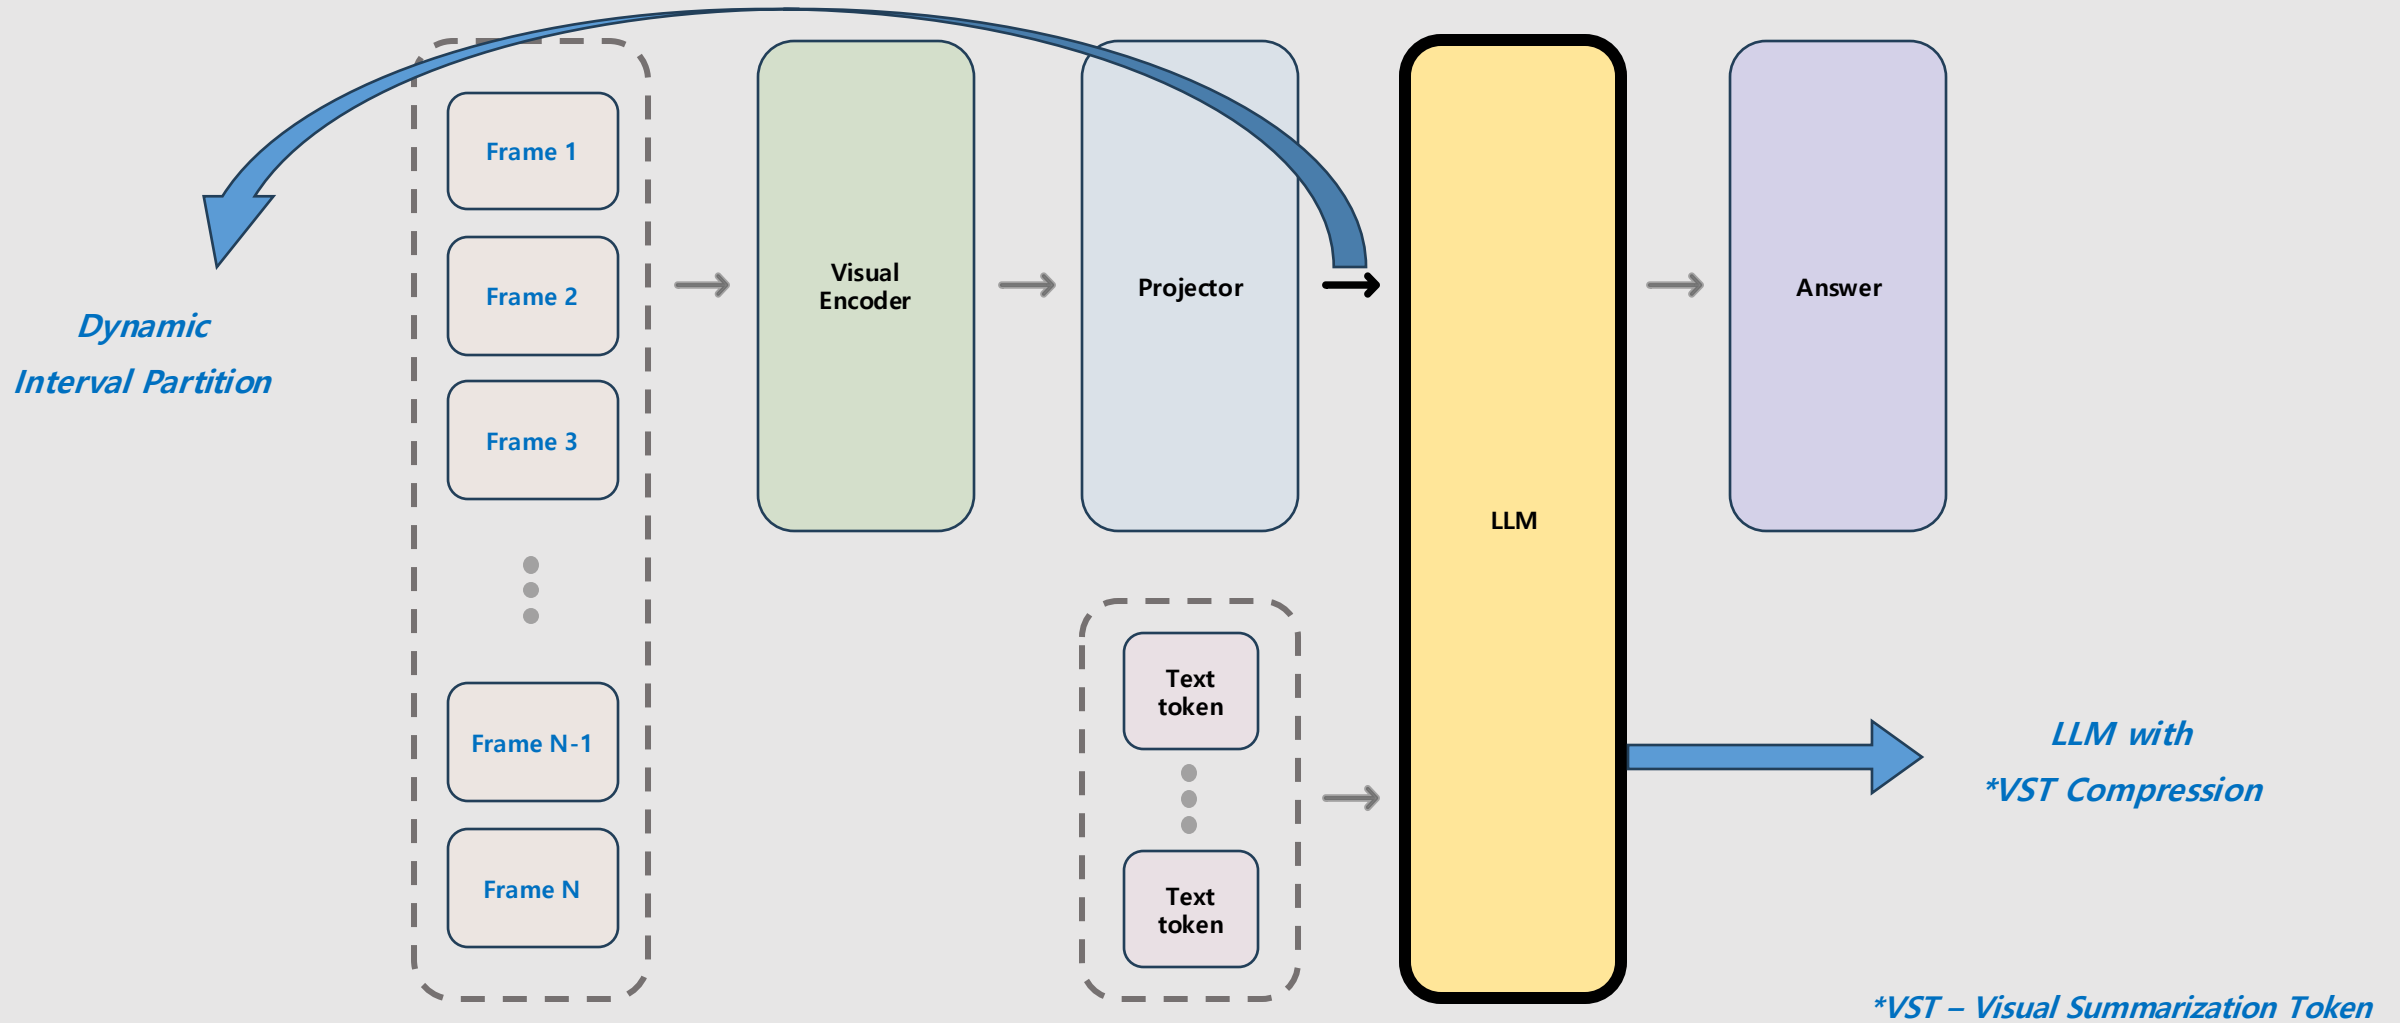 Dynamic
Interval Partition
Frame 1
Frame 2
Frame 3
Frame N-1
Frame N
Visual
Encoder
Projector
Text
token
Text
token
LLM
Answer
LLM with
*VST Compression
*VST – Visual Summarization Token